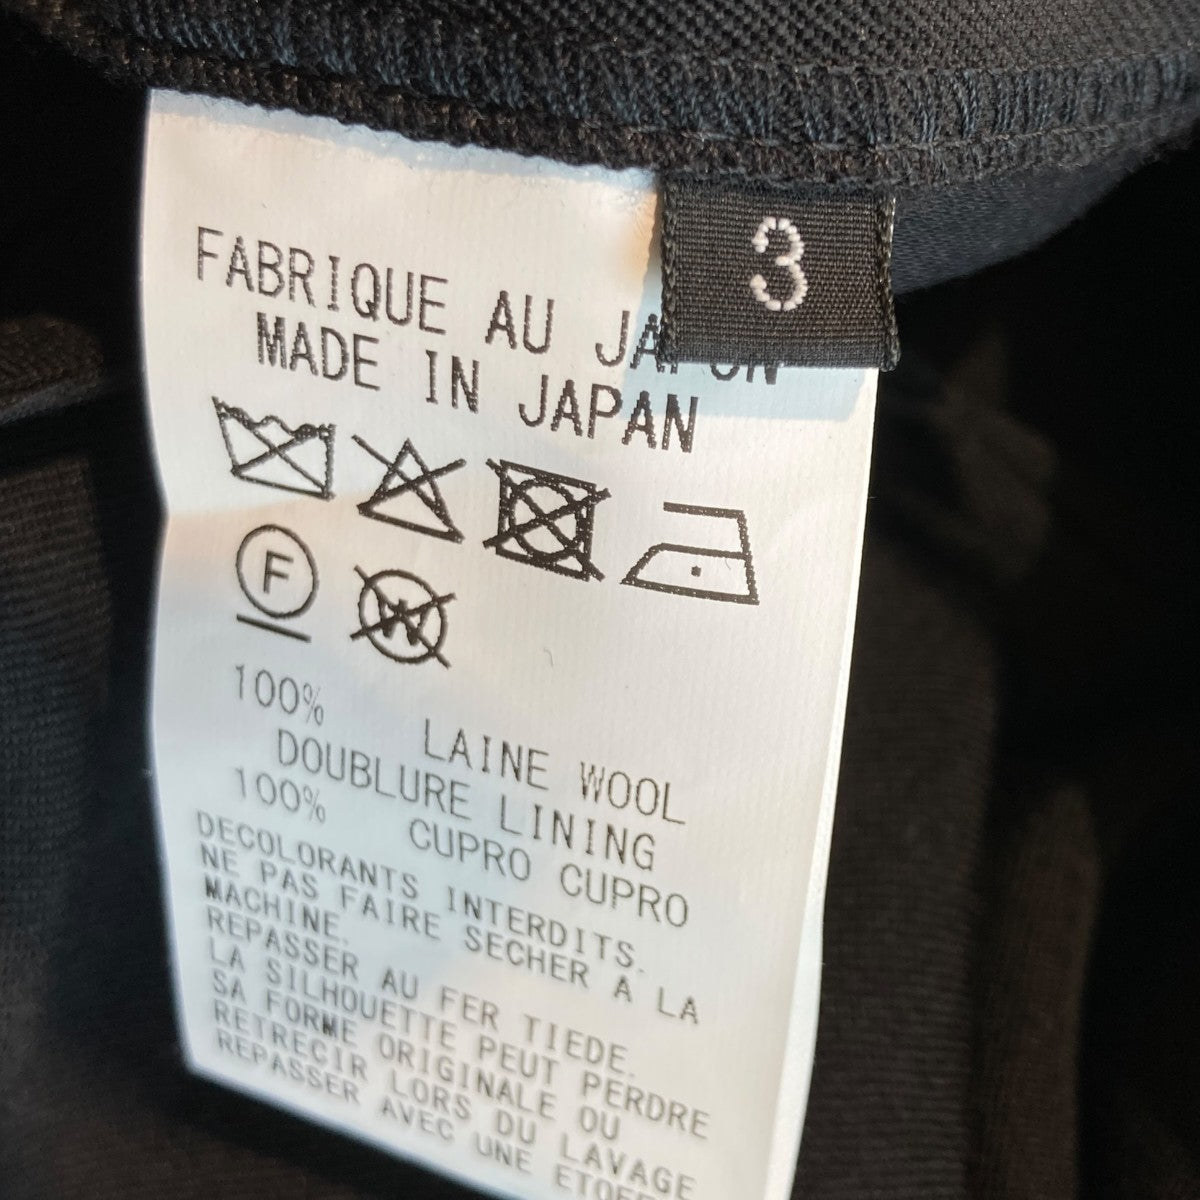 3
FABRIQUE AU JAPON
MADE IN JAPAN
F
W
100%
LAINE WOOL
DOUBLURE LINING
100%
CUPRO CUPRO
DECOLORANTS INTERDITS.
NE PAS FAIRE SECHER A LA
MACHINE.
REPASSER AU FER TIEDE.
LA SILHOUETTE PEUT PERDRE
SA FORME ORIGINALE OU
RETRECIR LORS DU LAVAGE
REPASSER AVEC UNE